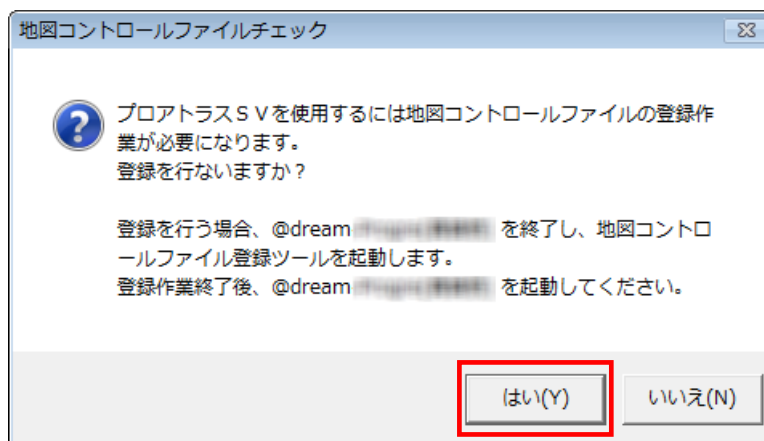 地図コントロールファイルチェック
プロアトラスＳＶを使用するには地図コントロールファイルの登録作
業が必要になります。
登録を行ないますか？
登録を行う場合、@dream を終了し、地図コントロ
ールファイル登録ツールを起動します。
登録作業終了後、@dream を起動してください。
はい(Y)
いいえ(N)